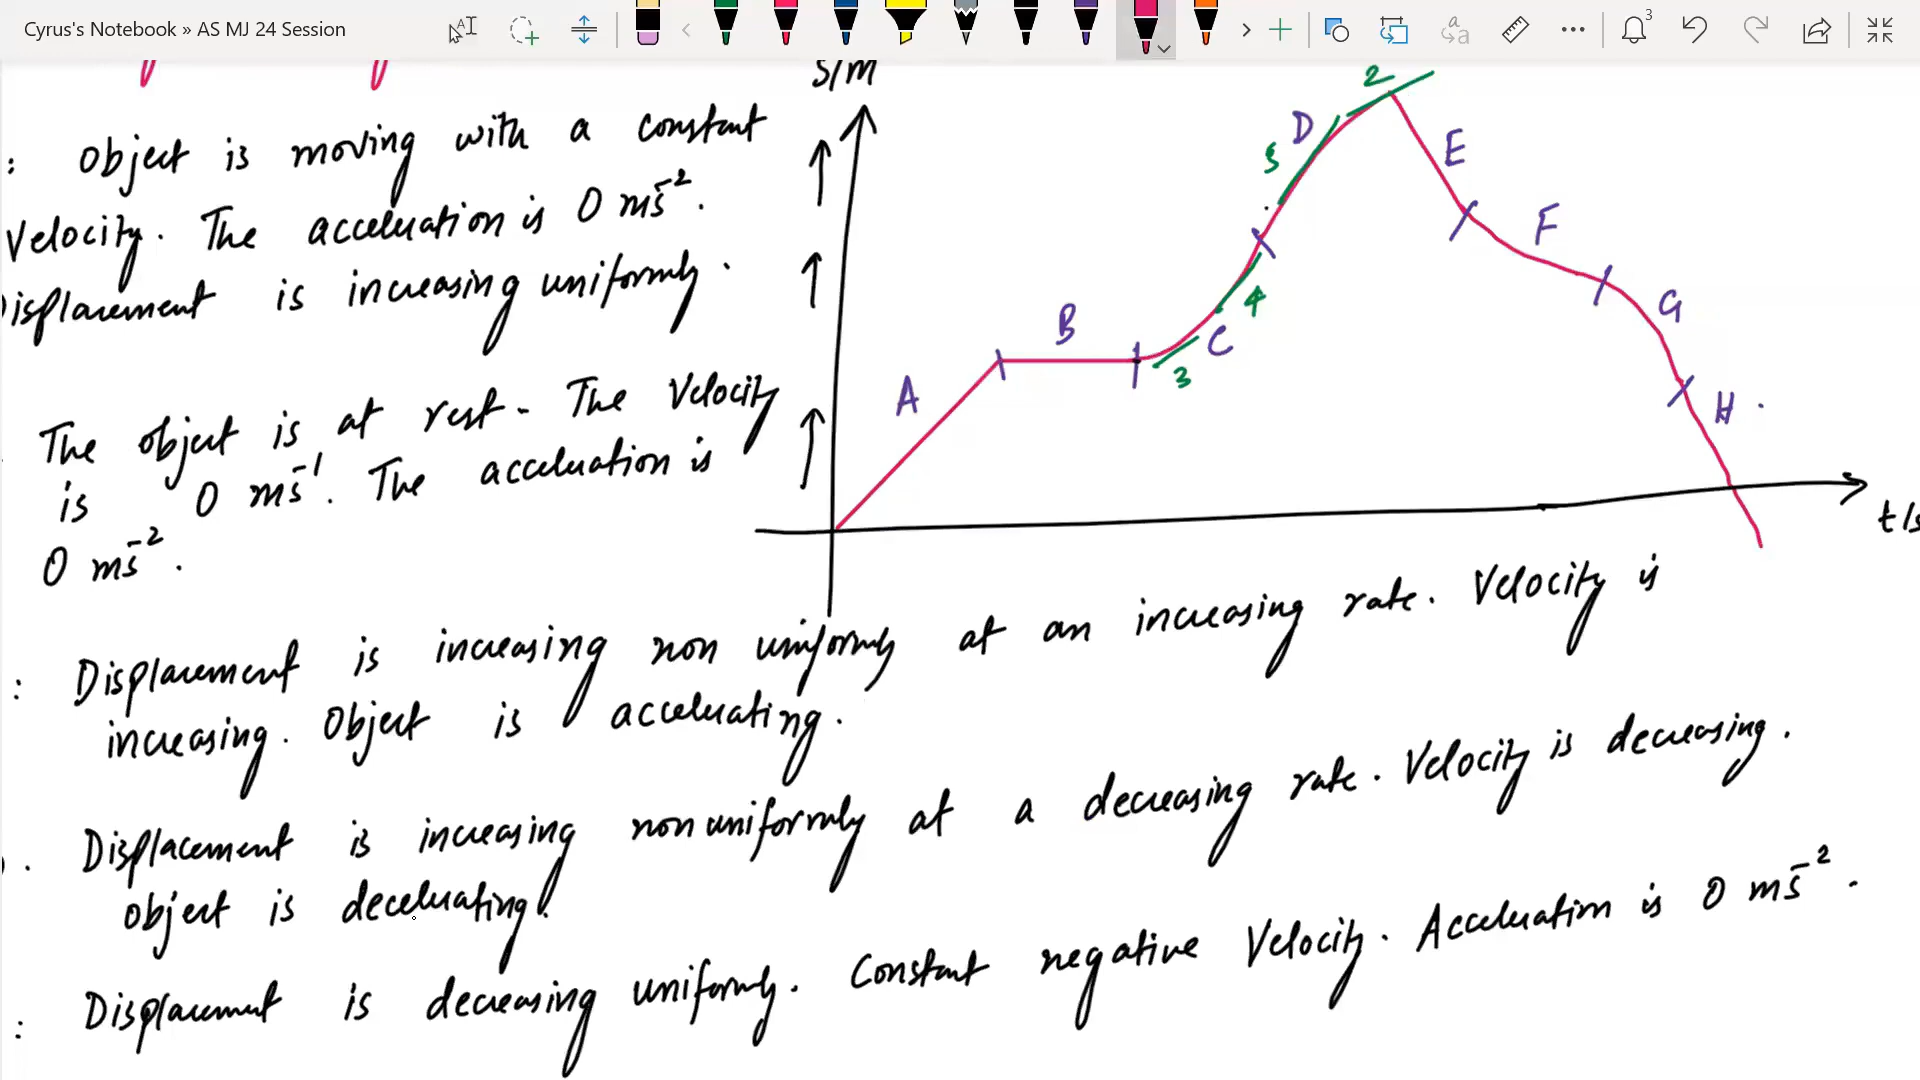 Cyrus's Notebook » AS MJ 24 Session
3
S/m
: Object is moving with a constant
Velocity. The acceleration is 0 ms⁻².
Displacement is increasing uniformly.
The object is at rest. The Velocity
is 0 ms⁻¹. The acceleration is
0 ms⁻².
A
B
C
D
E
F
G
H
3
4
5
2
t/s
: Displacement is increasing non uniformly at an increasing rate. Velocity is
increasing. Object is accelerating.
. Displacement is increasing nonuniformly at a decreasing rate. Velocity is decreasing.
object is decelerating.
: Displacement is decreasing uniformly. Constant negative Velocity. Acceleration is 0 ms⁻².